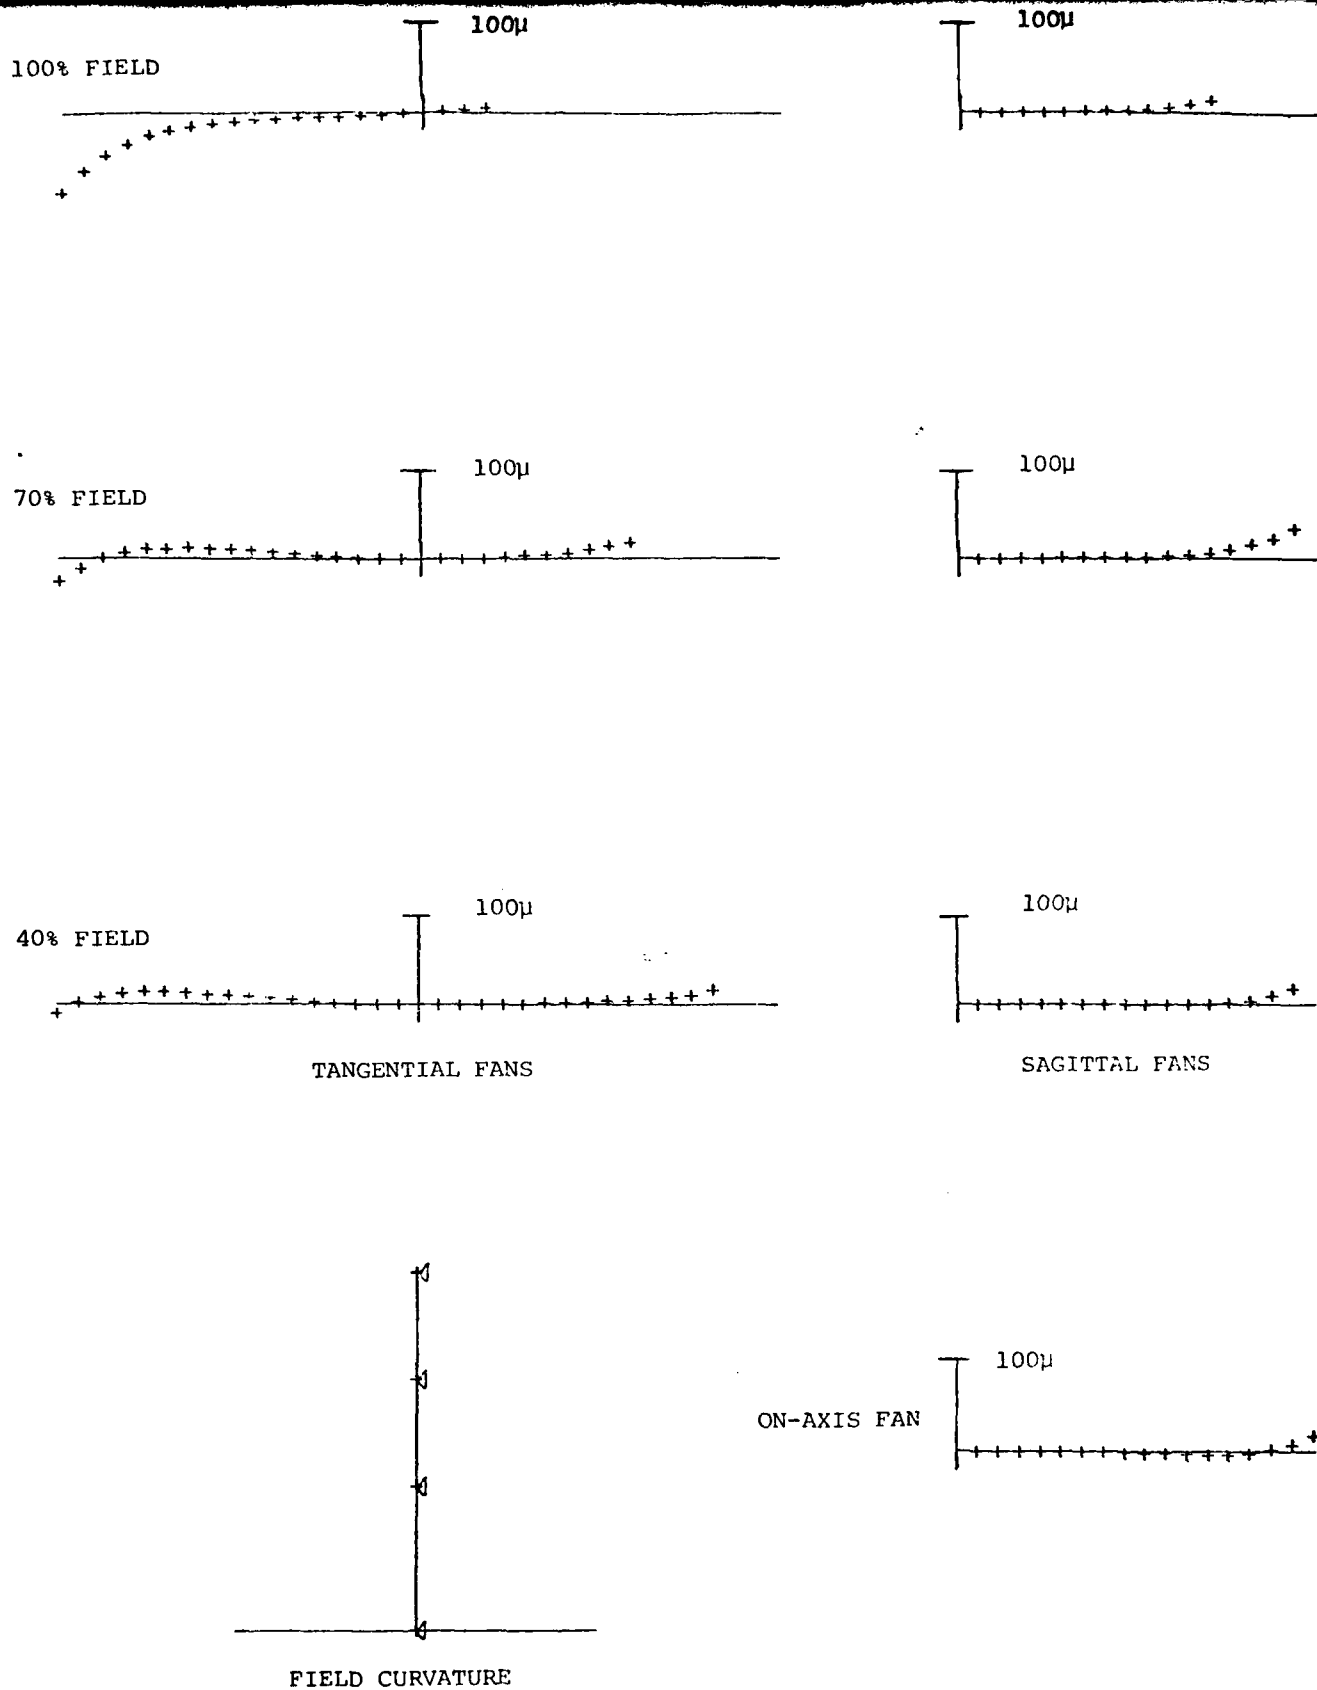 100µ
100µ
100% FIELD
100µ
100µ
70% FIELD
100µ
100µ
40% FIELD
TANGENTIAL FANS
SAGITTAL FANS
100µ
ON-AXIS FAN
FIELD CURVATURE